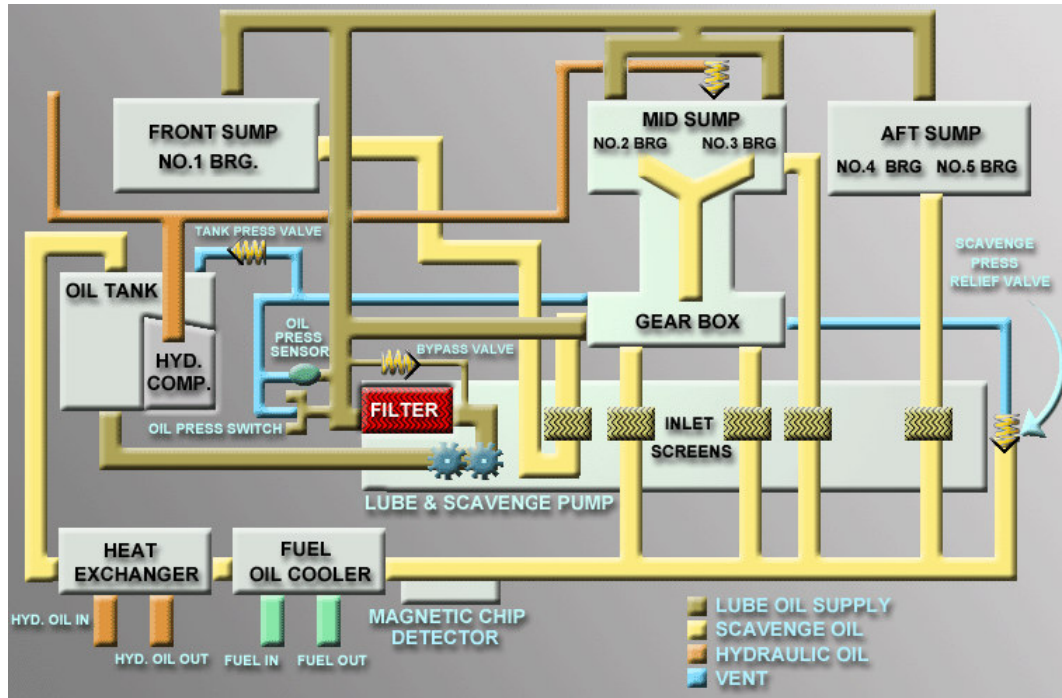 FRONT SUMP
NO.1 BRG.
MID SUMP
NO.2 BRG
NO.3 BRG
AFT SUMP
NO.4 BRG
NO.5 BRG
TANK PRESS VALVE
SCAVENGE
PRESS
RELIEF VALVE
OIL TANK
HYD.
COMP.
OIL
PRESS
SENSOR
GEAR BOX
BYPASS VALVE
FILTER
OIL PRESS SWITCH
INLET
SCREENS
LUBE & SCAVENGE PUMP
HEAT
EXCHANGER
FUEL
OIL COOLER
HYD. OIL IN
HYD. OIL OUT
FUEL IN
FUEL OUT
MAGNETIC CHIP
DETECTOR
LUBE OIL SUPPLY
SCAVENGE OIL
HYDRAULIC OIL
VENT